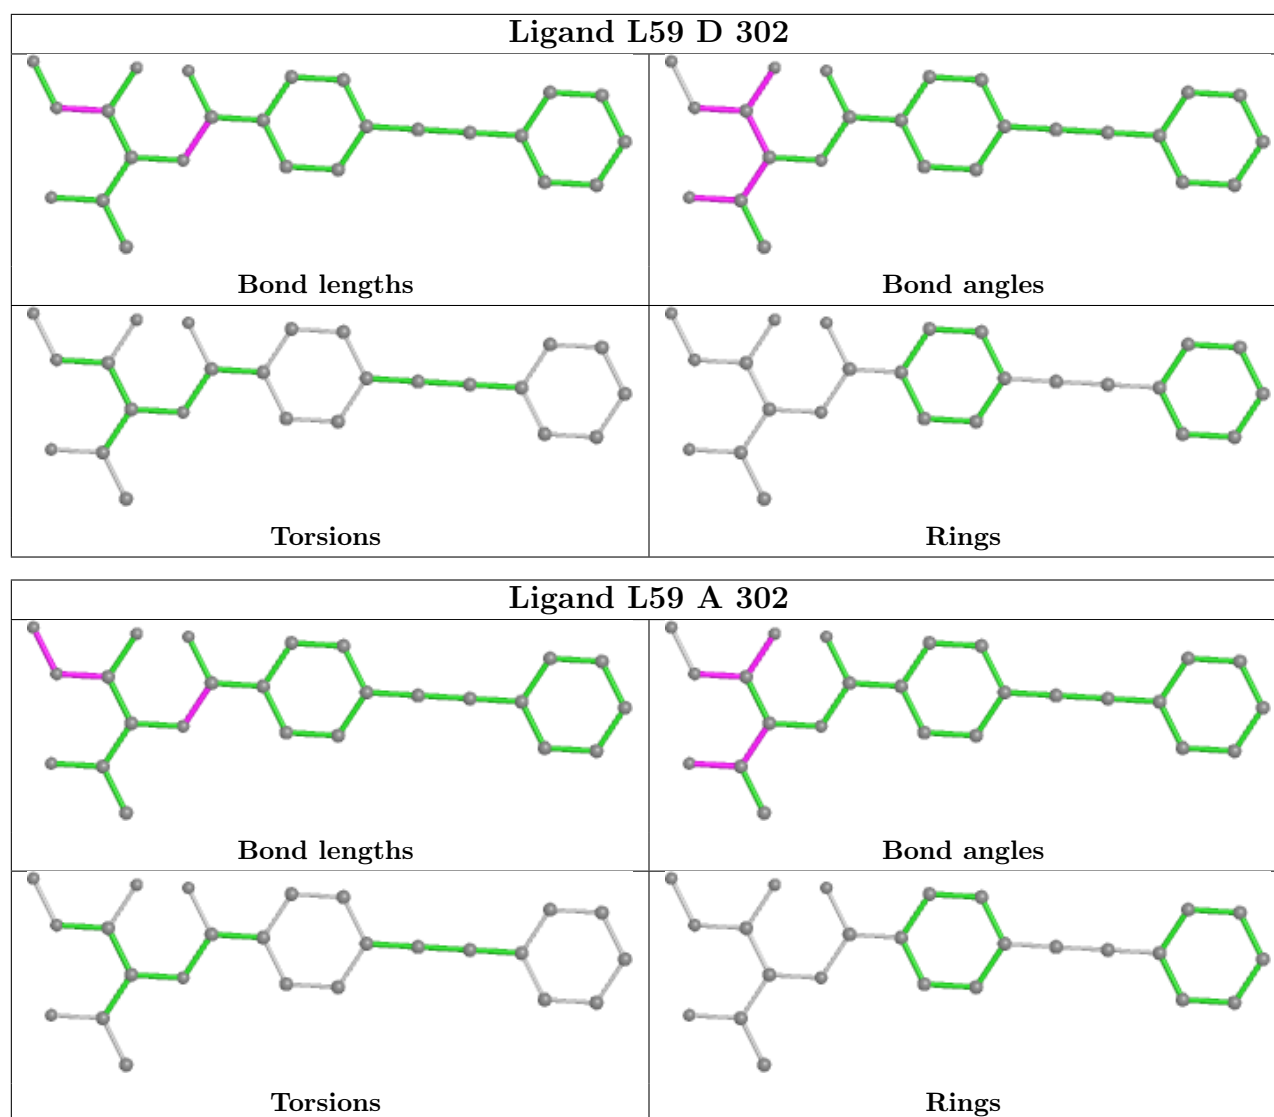 Ligand L59 D 302
Bond lengths
Bond angles
Torsions
Rings
Ligand L59 A 302
Bond lengths
Bond angles
Torsions
Rings